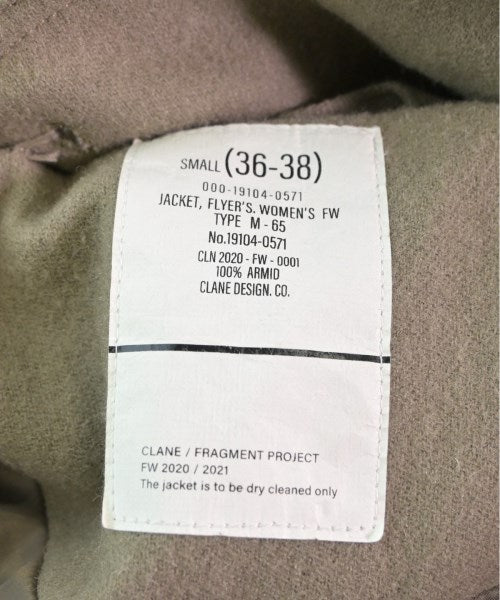 SMALL (36-38)
000-19104-0571
JACKET, FLYER'S. WOMEN'S FW
TYPE M - 65
No.19104-0571
CLN 2020 - FW - 0001
100% ARMID
CLANE DESIGN. CO.
CLANE / FRAGMENT PROJECT
FW 2020 / 2021
The jacket is to be dry cleaned only